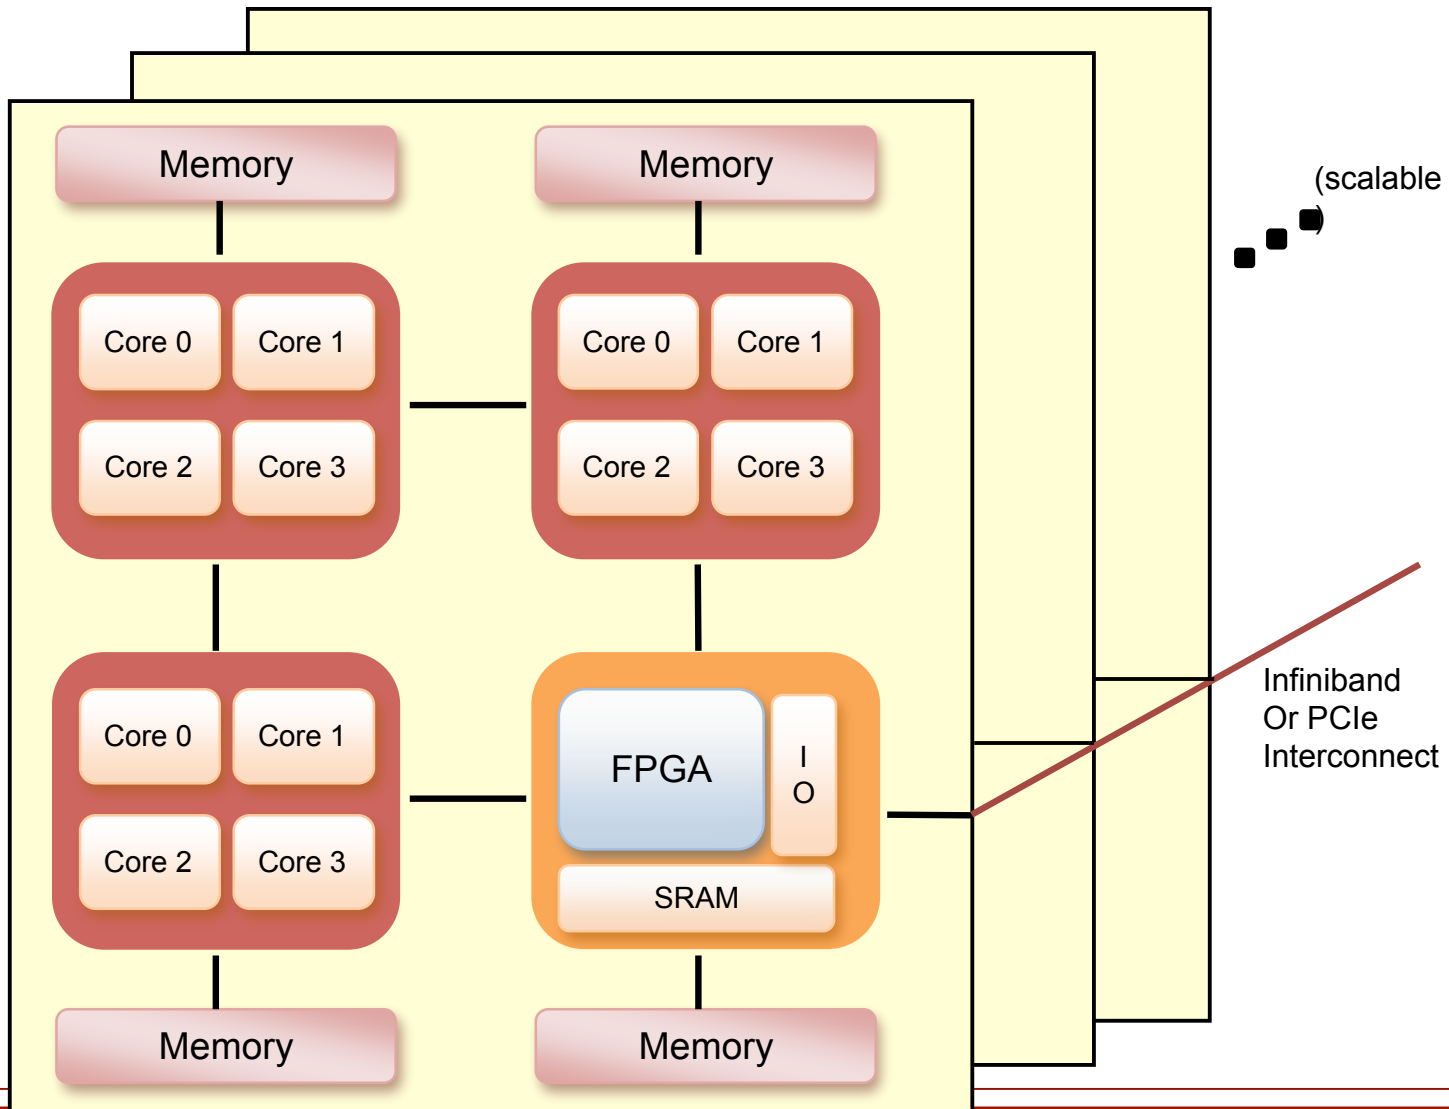 Memory
Memory
(scalable
)
Core 0
Core 1
Core 0
Core 1
Core 2
Core 3
Core 2
Core 3
Core 0
Core 1
Core 2
Core 3
FPGA
I
O
SRAM
Infiniband
Or PCIe
Interconnect
Memory
Memory